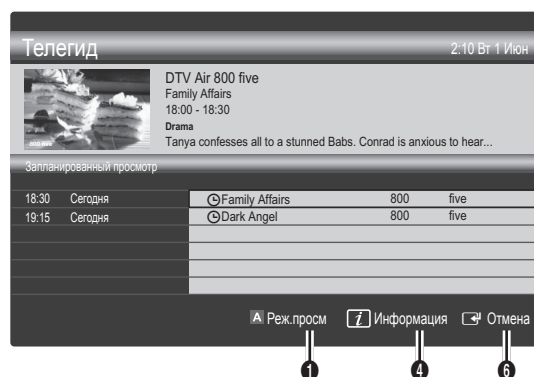 Телегид 2:10 Вт 1 Июн
DTV Air 800 five
Family Affairs
18:00 - 18:30
Drama
Tanya confesses all to a stunned Babs. Conrad is anxious to hear...
Запланированный просмотр
18:30 Сегодня Family Affairs 800 five
19:15 Сегодня Dark Angel 800 five
A Реж.просм i Информация Отмена
1 4 6